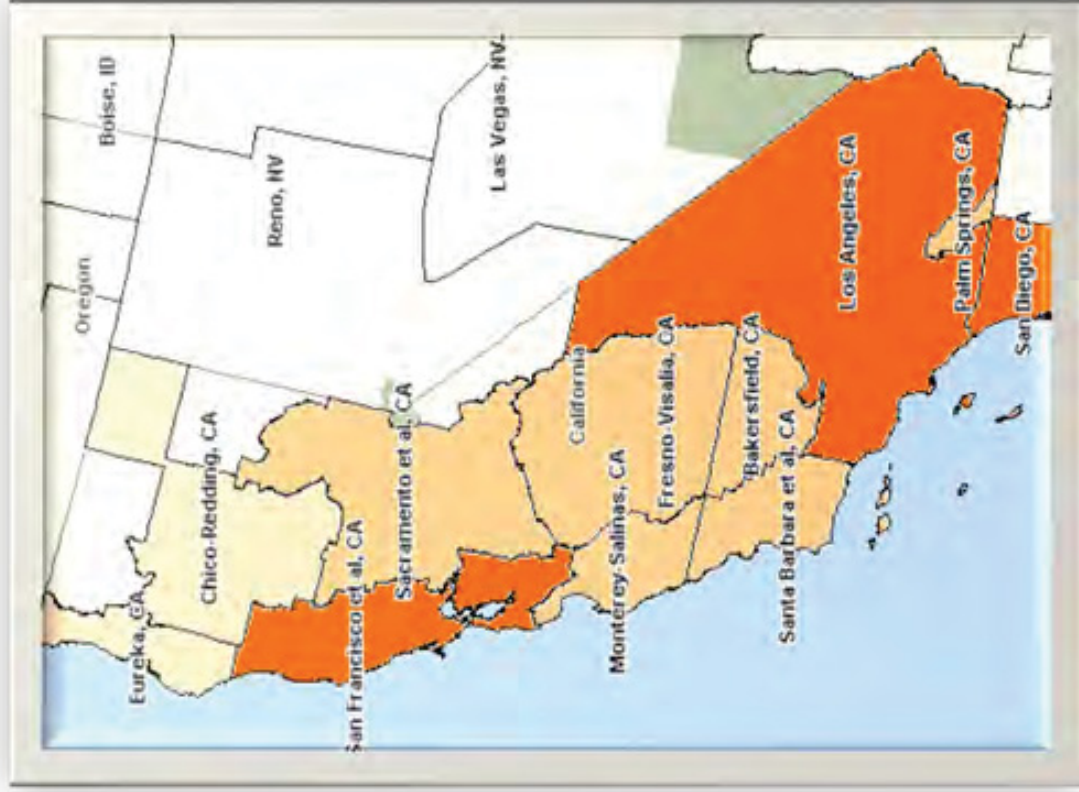 Boise, ID
Oregon
Reno, NV
Las Vegas, NV
Eureka, CA
Chico-Redding, CA
San Francisco et al, CA
Sacramento et al, CA
California
Monterey-Salinas, CA
Fresno-Visalia, CA
Bakersfield, CA
Santa Barbara et al, CA
Los Angeles, CA
Palm Springs, CA
San Diego, CA